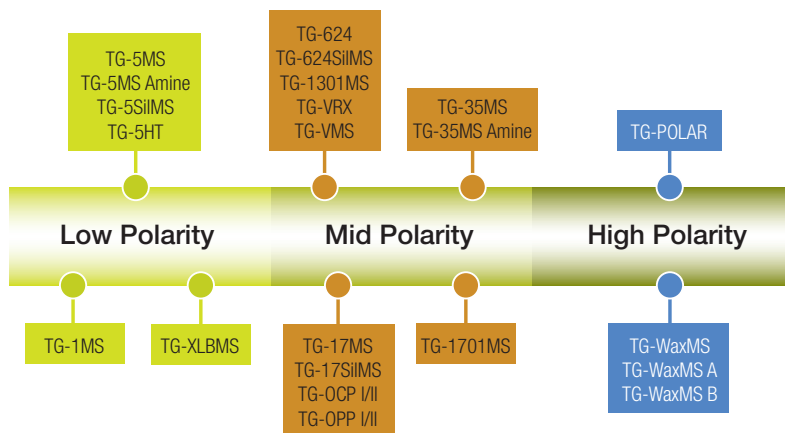 TG-5MS
TG-5MS Amine
TG-5SilMS
TG-5HT
TG-624
TG-624SilMS
TG-1301MS
TG-VRX
TG-VMS
TG-35MS
TG-35MS Amine
TG-POLAR
Low Polarity
Mid Polarity
High Polarity
TG-1MS
TG-XLBMS
TG-17MS
TG-17SilMS
TG-OCP I/II
TG-OPP I/II
TG-1701MS
TG-WaxMS
TG-WaxMS A
TG-WaxMS B